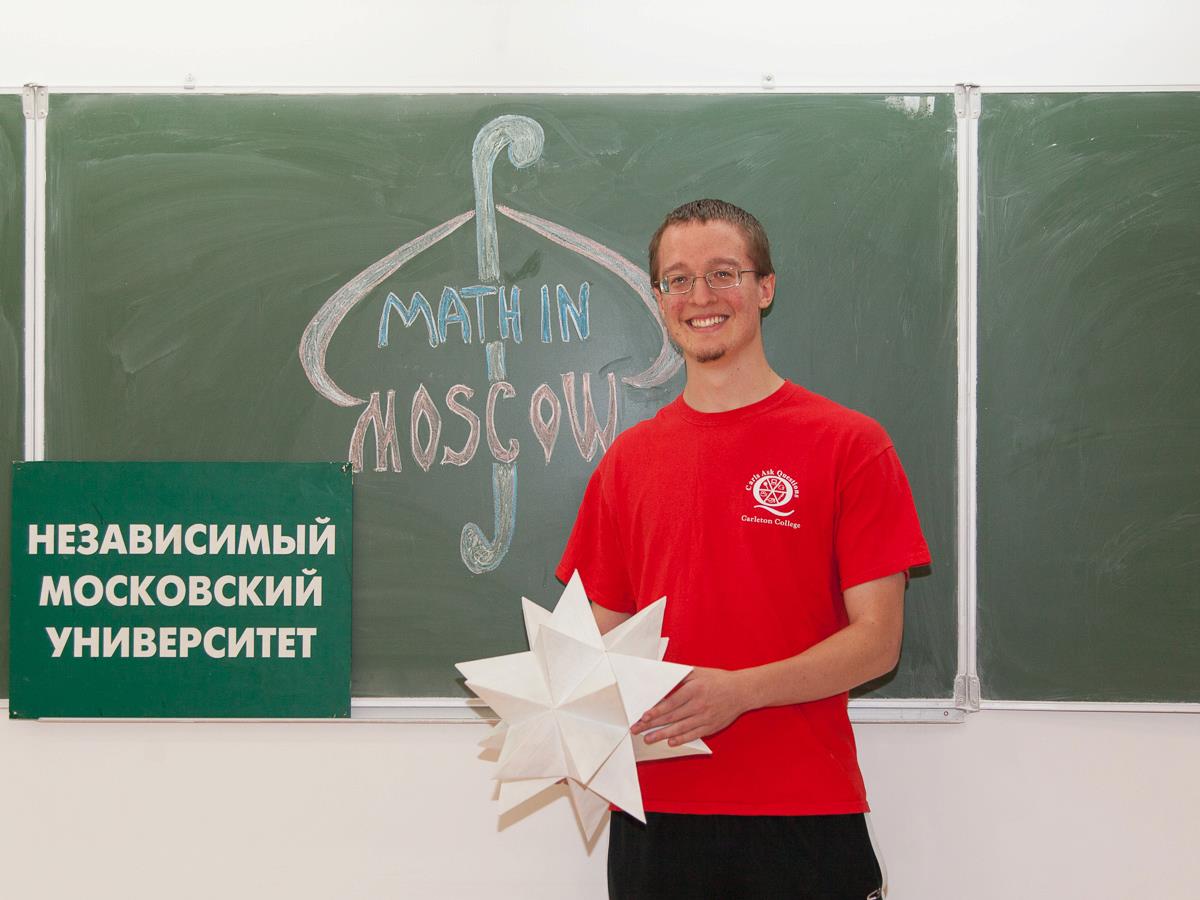 MATH IN
MOSCOW
НЕЗАВИСИМЫЙ
МОСКОВСКИЙ
УНИВЕРСИТЕТ
Carls Ask Questions
Q
Carleton College